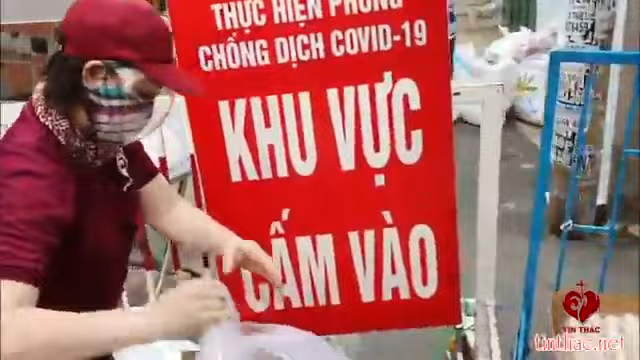 THỰC HIỆN PHÒNG
CHỐNG DỊCH COVID-19
KHU VỰC
CẤM VÀO
TIN THÁC
tinthac.net